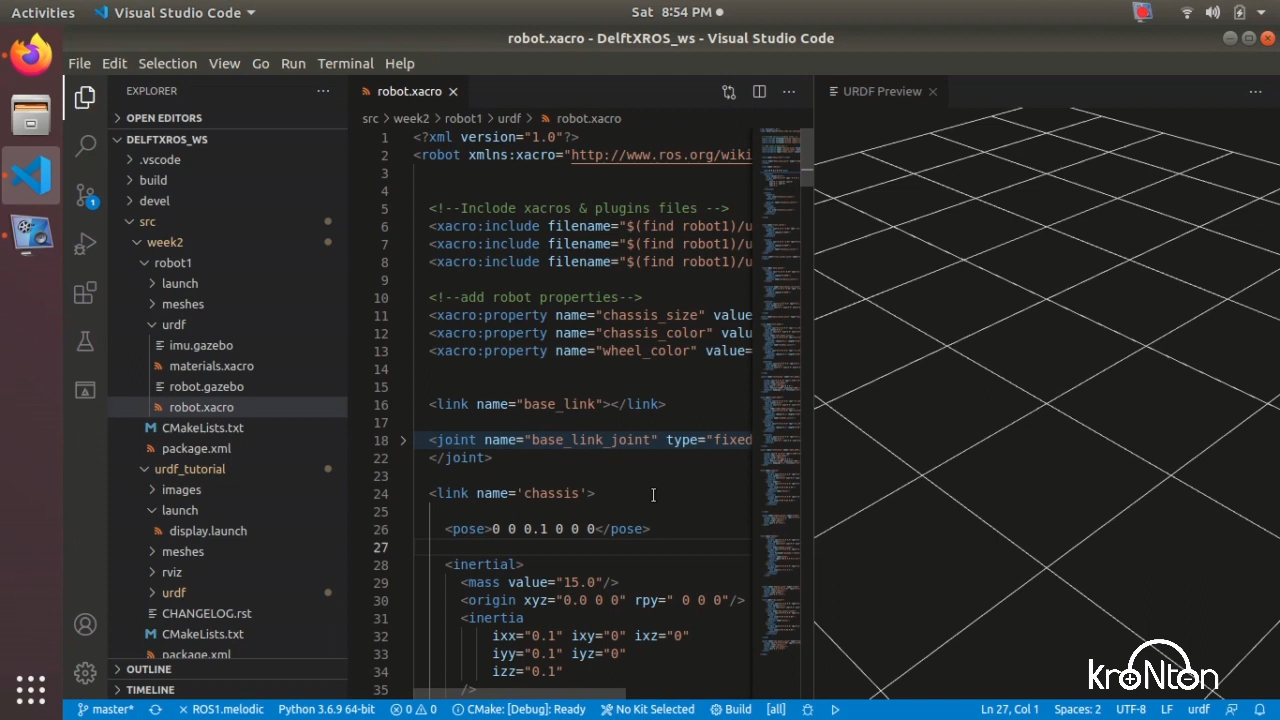 Activities
Visual Studio Code
Sat 8:54 PM
robot.xacro - DelftXROS_ws - Visual Studio Code
File Edit Selection View Go Run Terminal Help
EXPLORER
OPEN EDITORS
DELFTXROS_WS
.vscode
build
devel
src
week2
robot1
launch
meshes
urdf
imu.gazebo
materials.xacro
robot.gazebo
robot.xacro
CMakeLists.txt
package.xml
urdf_tutorial
images
launch
display.launch
meshes
rviz
urdf
CHANGELOG.rst
CMakeLists.txt
package.xml
OUTLINE
TIMELINE
1
robot.xacro
src > week2 > robot1 > urdf > robot.xacro
1 <?xml version="1.0"?>
2 <robot xmlns:xacro="http://www.ros.org/wiki
3
4
5 <!--Inclode xacros & plugins files -->
6 <xacro:include filename="$(find robot1)/u
7 <xacro:include filename="$(find robot1)/u
8 <xacro:include filename="$(find robot1)/u
9
10 <!--add robot properties-->
11 <xacro:property name="chassis_size" value
12 <xacro:property name="chassis_color" valu
13 <xacro:property name="wheel_color" value=
14
15
16 <link name="base_link"></link>
17
18 <joint name="base_link_joint" type="fixed
22 </joint>
23
24 <link name='chassis'>
25
26 <pose>0 0 0.1 0 0 0</pose>
27
28 <inertial>
29 <mass value="15.0"/>
30 <origin xyz="0.0 0 0" rpy=" 0 0 0"/>
31 <inertia
32 ixx="0.1" ixy="0" ixz="0"
33 iyy="0.1" iyz="0"
34 izz="0.1"
35 />
URDF Preview
kroNton
master* ROS1.melodic Python 3.6.9 64-bit 0 0 CMake: [Debug]: Ready No Kit Selected Build [all] Ln 27, Col 1 Spaces: 2 UTF-8 LF urdf